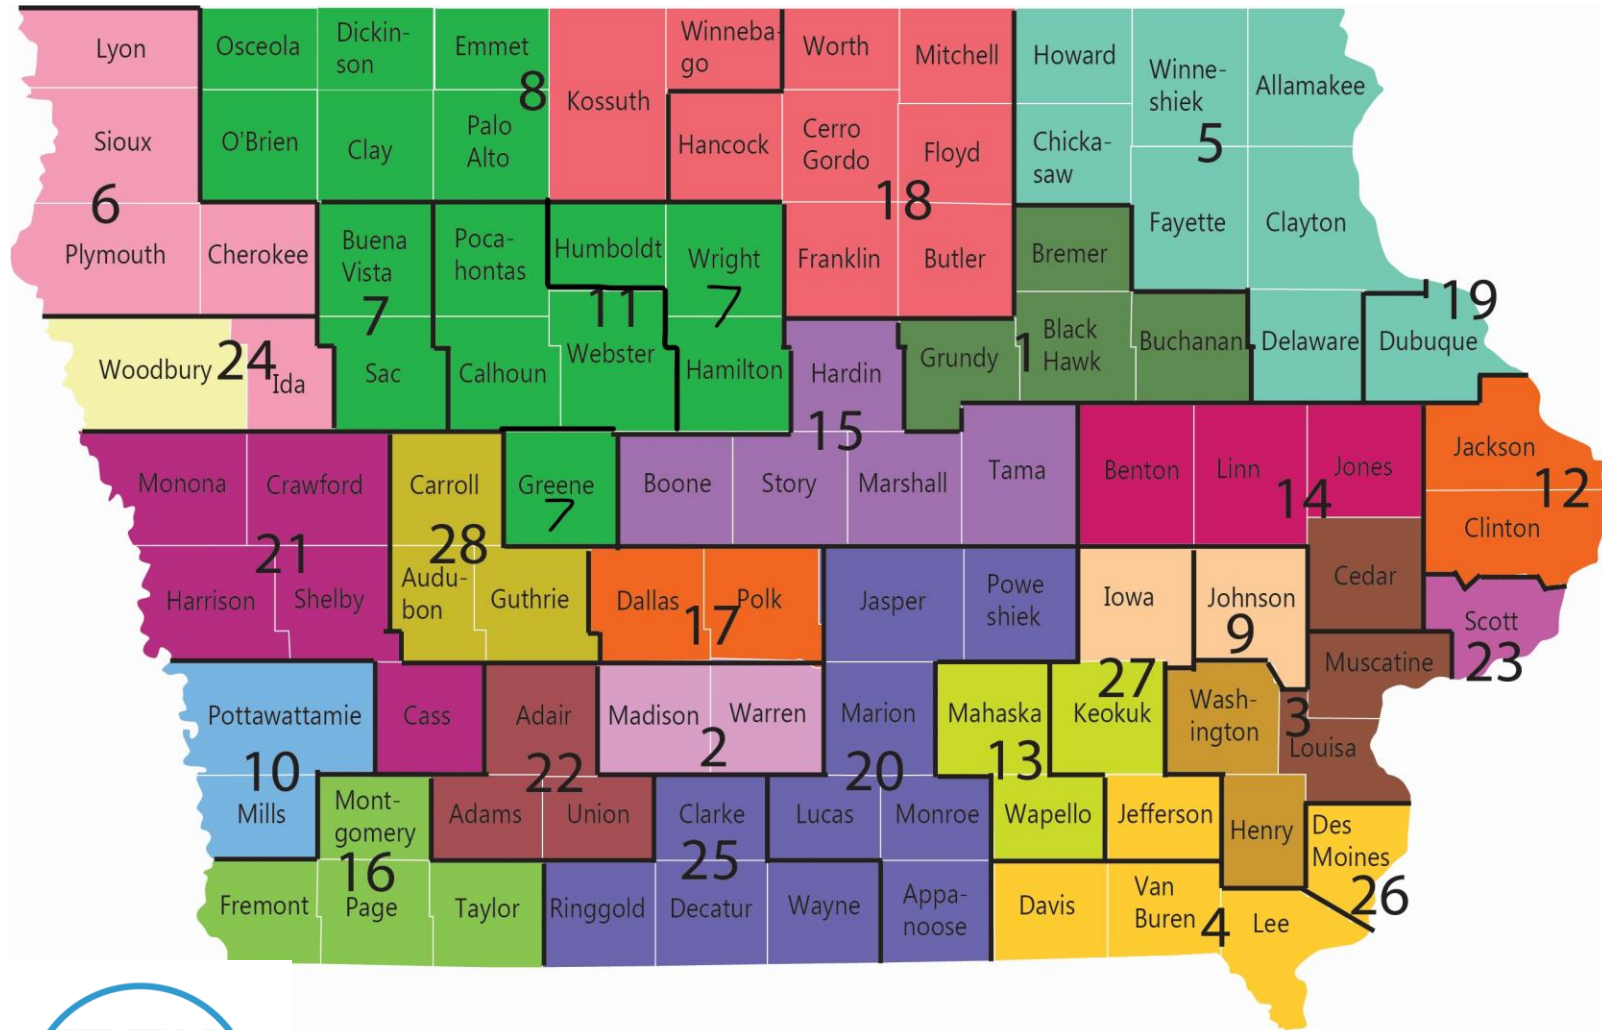 Lyon
Osceola
Dickin-
son
Emmet
8
Kossuth
Winneba-
go
Worth
Mitchell
Howard
Winne-
shiek
Allamakee
Sioux
O'Brien
Clay
Palo
Alto
Hancock
Cerro
Gordo
Floyd
Chicka-
saw
5
6
18
Plymouth
Cherokee
Buena
Vista
7
Poca-
hontas
Humboldt
11
Wright
7
Franklin
Butler
Bremer
Fayette
Clayton
19
Woodbury
24
Ida
Sac
Calhoun
Webster
Hamilton
Hardin
15
Grundy
1
Black
Hawk
Buchanan
Delaware
Dubuque
Monona
Crawford
Carroll
Greene
7
Boone
Story
Marshall
Tama
Benton
Linn
Jones
14
Jackson
12
Clinton
21
28
Harrison
Shelby
Audu-
bon
Guthrie
Dallas
17
Polk
Jasper
Powe
shiek
Iowa
Johnson
9
Cedar
Scott
23
Muscatine
Pottawattamie
Cass
Adair
Madison
Warren
2
Marion
Mahaska
27
Keokuk
Wash-
ington
3
Louisa
10
22
20
13
Mills
Mont-
gomery
16
Adams
Union
Clarke
25
Lucas
Monroe
Wapello
Jefferson
Henry
Des
Moines
26
Fremont
Page
Taylor
Ringgold
Decatur
Wayne
Appa-
noose
Davis
Van
Buren
4
Lee